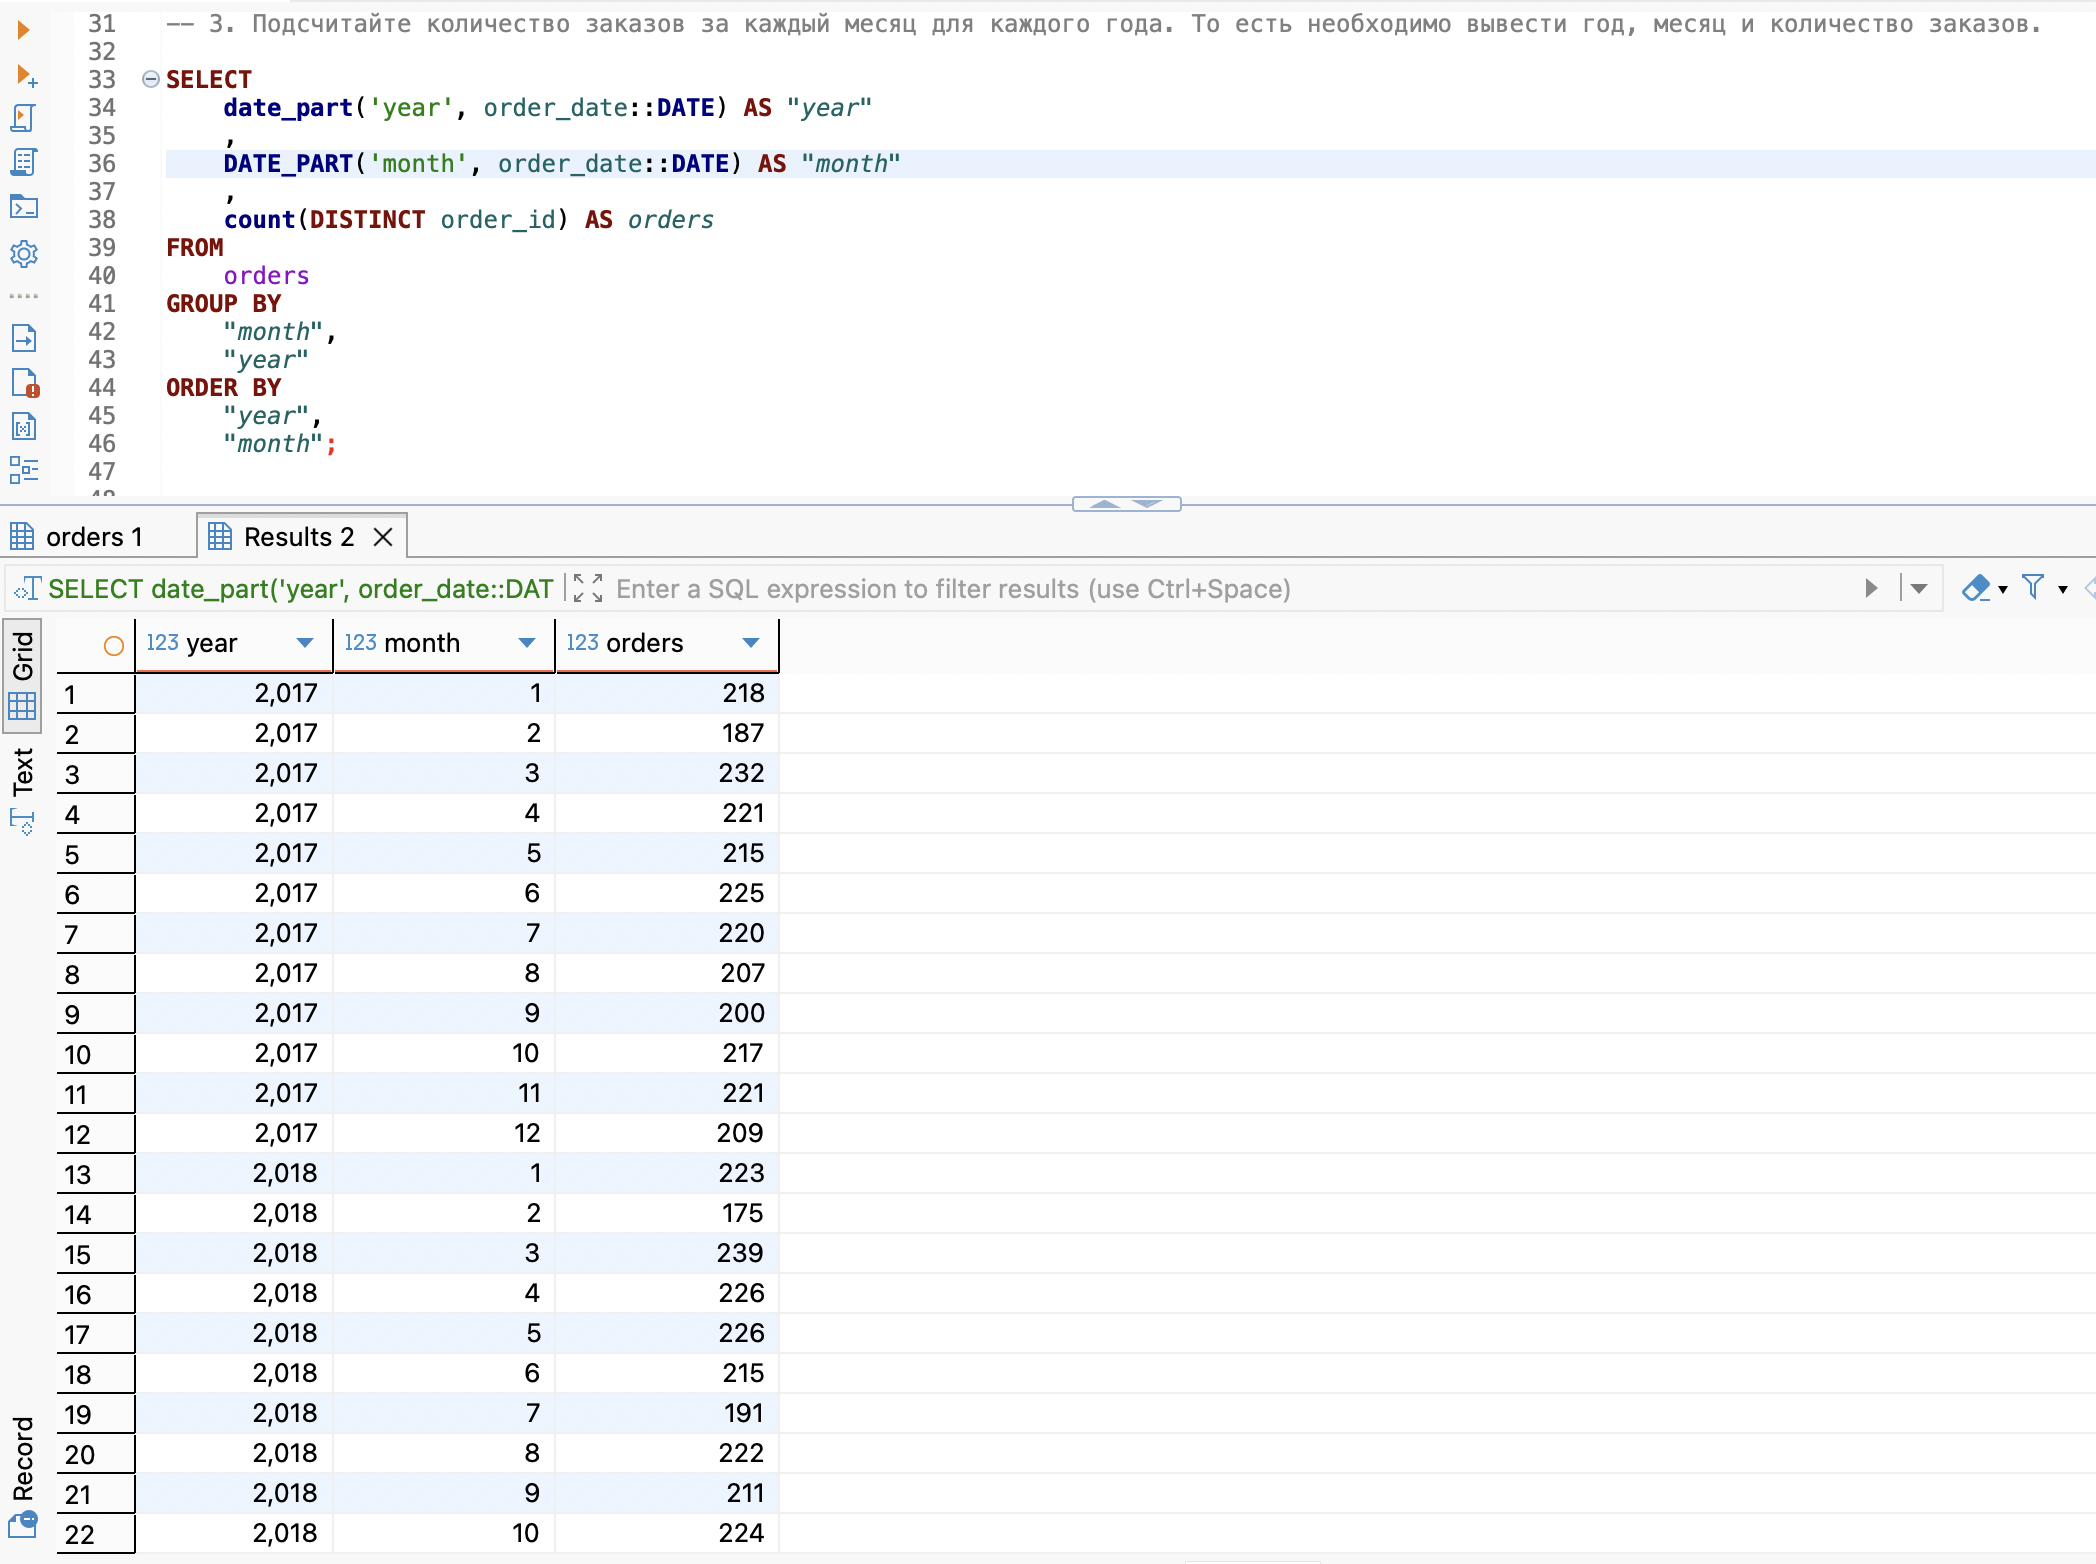 31 -- 3. Подсчитайте количество заказов за каждый месяц для каждого года. То есть необходимо вывести год, месяц и количество заказов.
32
33 SELECT
34 date_part('year', order_date::DATE) AS "year"
35 ,
36 DATE_PART('month', order_date::DATE) AS "month"
37 ,
38 count(DISTINCT order_id) AS orders
39 FROM
40 orders
41 GROUP BY
42 "month",
43 "year"
44 ORDER BY
45 "year",
46 "month";
47
orders 1 Results 2
SELECT date_part('year', order_date::DAT Enter a SQL expression to filter results (use Ctrl+Space)
Grid
Text
Record
123 year 123 month 123 orders
1 2,017 1 218
2 2,017 2 187
3 2,017 3 232
4 2,017 4 221
5 2,017 5 215
6 2,017 6 225
7 2,017 7 220
8 2,017 8 207
9 2,017 9 200
10 2,017 10 217
11 2,017 11 221
12 2,017 12 209
13 2,018 1 223
14 2,018 2 175
15 2,018 3 239
16 2,018 4 226
17 2,018 5 226
18 2,018 6 215
19 2,018 7 191
20 2,018 8 222
21 2,018 9 211
22 2,018 10 224